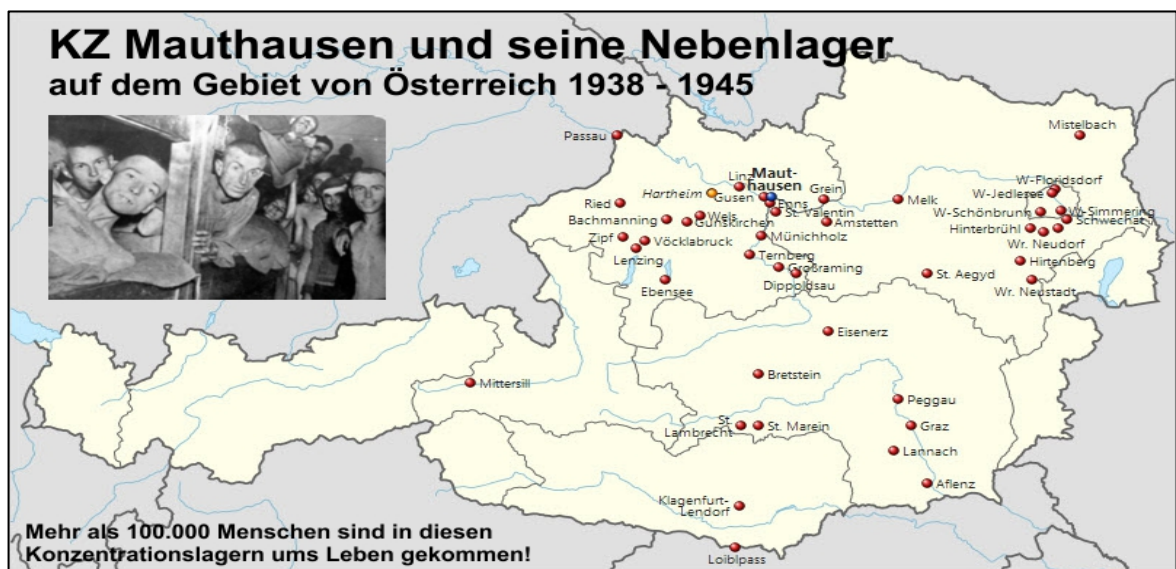 KZ Mauthausen und seine Nebenlager
auf dem Gebiet von Österreich 1938 - 1945
Passau
Mistelbach
Linz
Maut-
hausen
Hartheim
Gusen
Enns
Grein
Melk
W-Floridsdorf
W-Jedlesee
Ried
Bachmanning
Wels
Gunskirchen
St. Valentin
Amstetten
W-Schönbrunn
W-Simmering
Schwechat
Hinterbrühl
Zipf
Vöcklabruck
Münichholz
Wr. Neudorf
Lenzing
Ternberg
Großraming
Hirtenberg
Ebensee
Dippoldsau
St. Aegyd
Wr. Neustadt
Eisenerz
Mittersill
Bretstein
Peggau
St.
Lambrecht
St. Marein
Graz
Lannach
Aflenz
Klagenfurt-
Lendorf
Loiblpass
Mehr als 100.000 Menschen sind in diesen
Konzentrationslagern ums Leben gekommen!